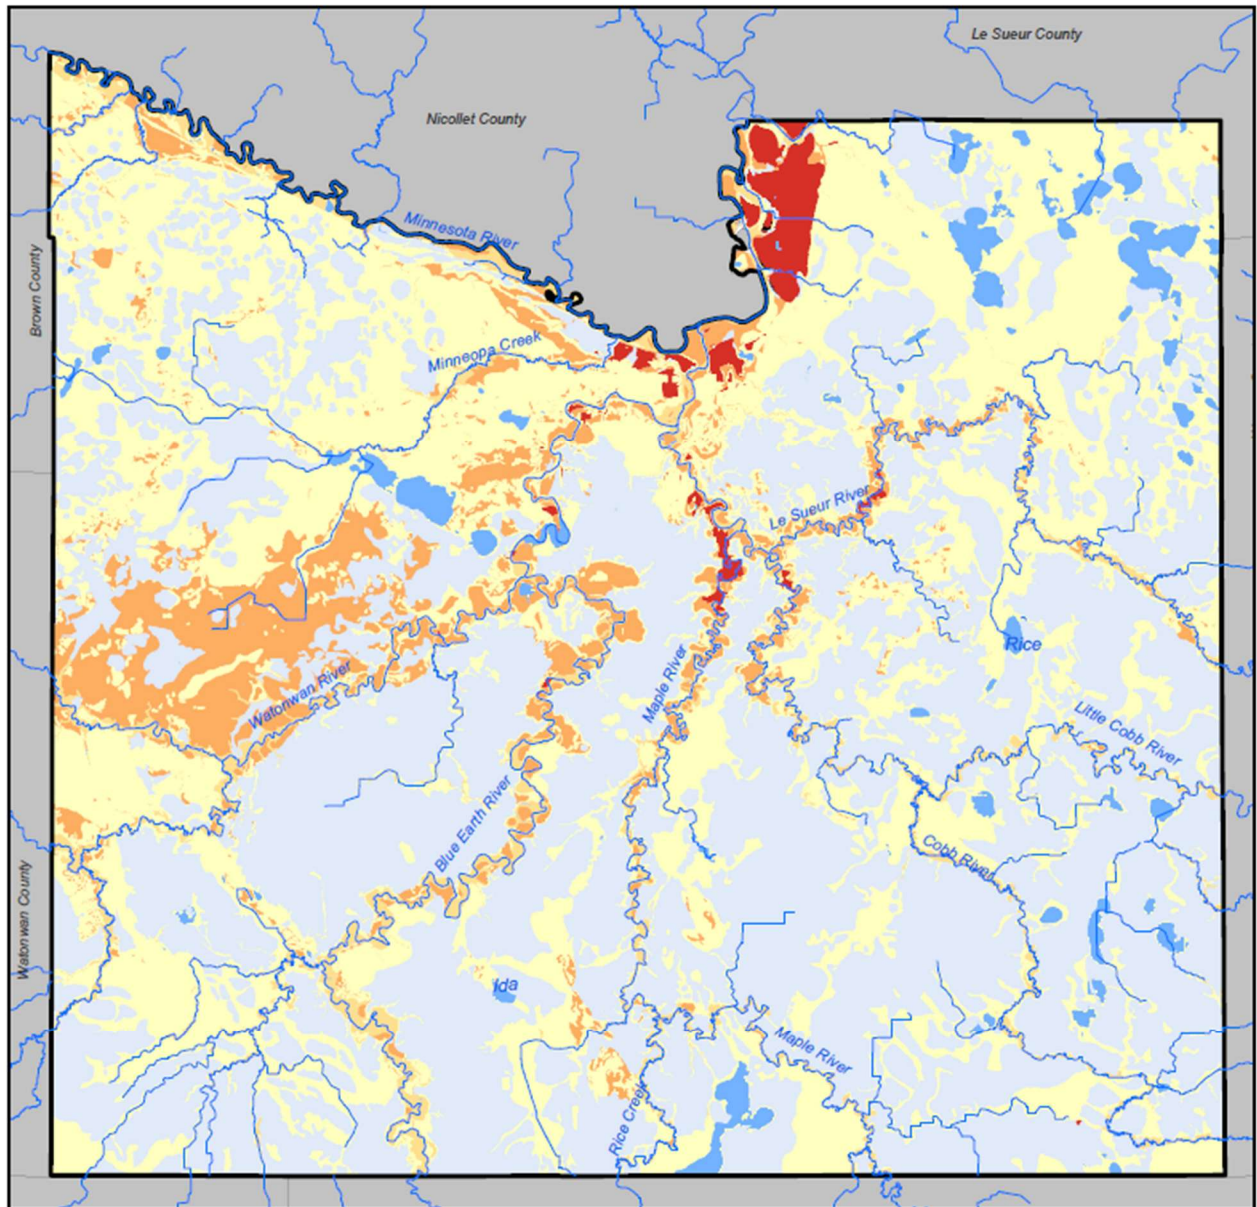 Le Sueur County
Nicollet County
Minnesota River
Brown County
Minneopa Creek
Le Sueur River
Rice
Maple River
Watonwan River
Little Cobb River
Blue Earth River
Cobb River
Watonwan County
Ida
Maple River
Rice Creek